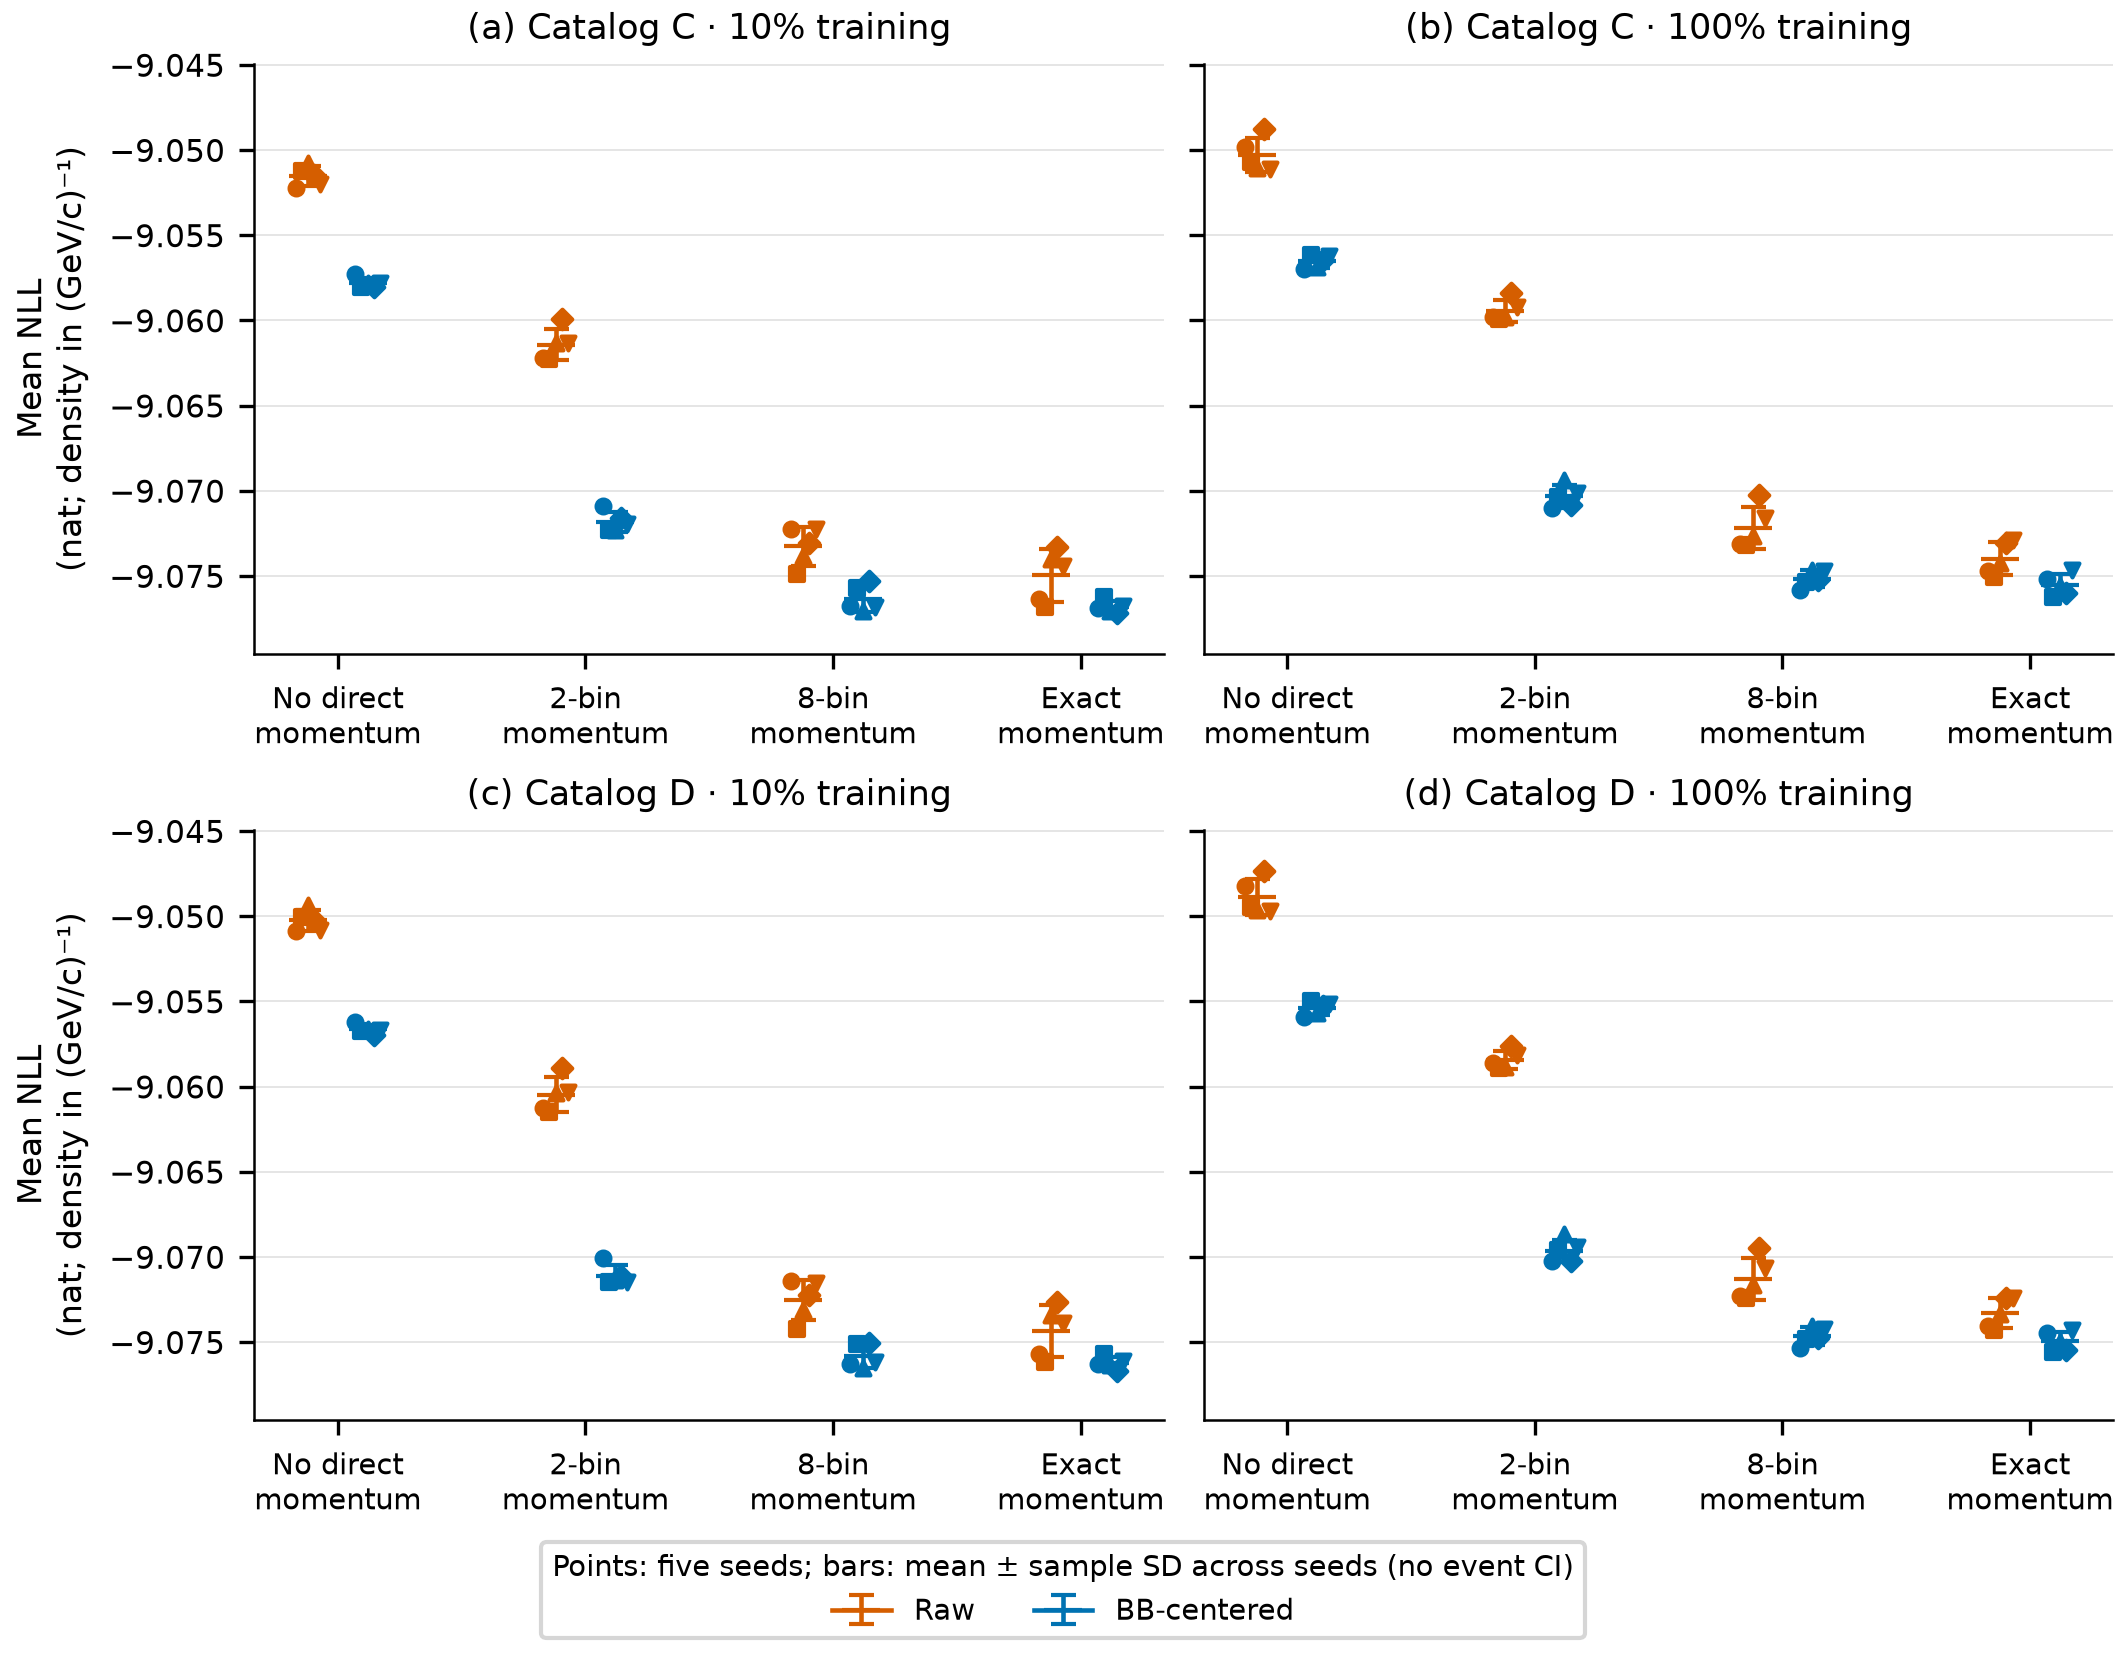 (a) Catalog C · 10% training
(b) Catalog C · 100% training
Mean NLL
(nat; density in (GeV/c)⁻¹)
−9.045
−9.050
−9.055
−9.060
−9.065
−9.070
−9.075
No direct momentum
2-bin momentum
8-bin momentum
Exact momentum
No direct momentum
2-bin momentum
8-bin momentum
Exact momentum
(c) Catalog D · 10% training
(d) Catalog D · 100% training
Mean NLL
(nat; density in (GeV/c)⁻¹)
−9.045
−9.050
−9.055
−9.060
−9.065
−9.070
−9.075
No direct momentum
2-bin momentum
8-bin momentum
Exact momentum
No direct momentum
2-bin momentum
8-bin momentum
Exact momentum
Points: five seeds; bars: mean ± sample SD across seeds (no event CI)
Raw
BB-centered